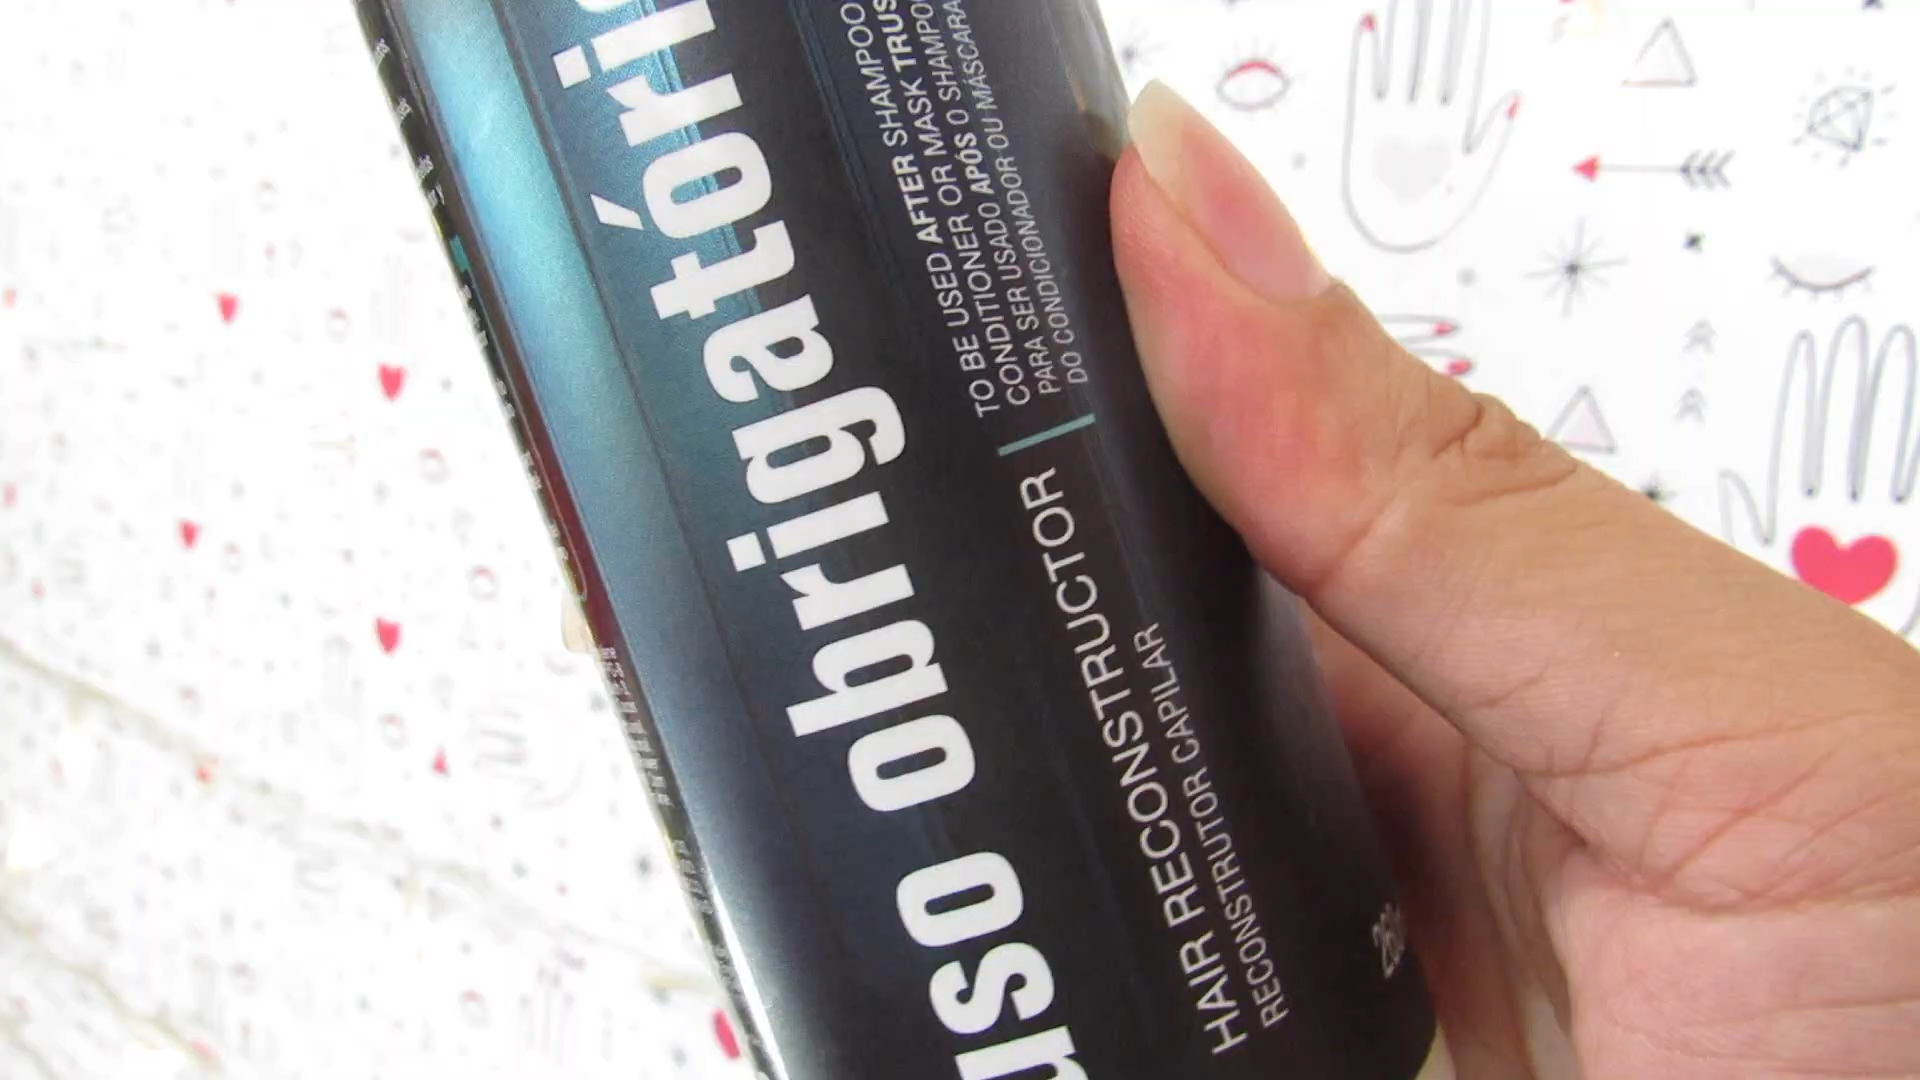 uso obrigatóri
HAIR RECONSTRUCTOR
RECONSTRUTOR CAPILAR
TO BE USED AFTER SHAMPOO
CONDITIONER OR MASK TRUS
PARA SER USADO APÓS O SHAMPO
DO CONDICIONADOR OU MÁSCARA